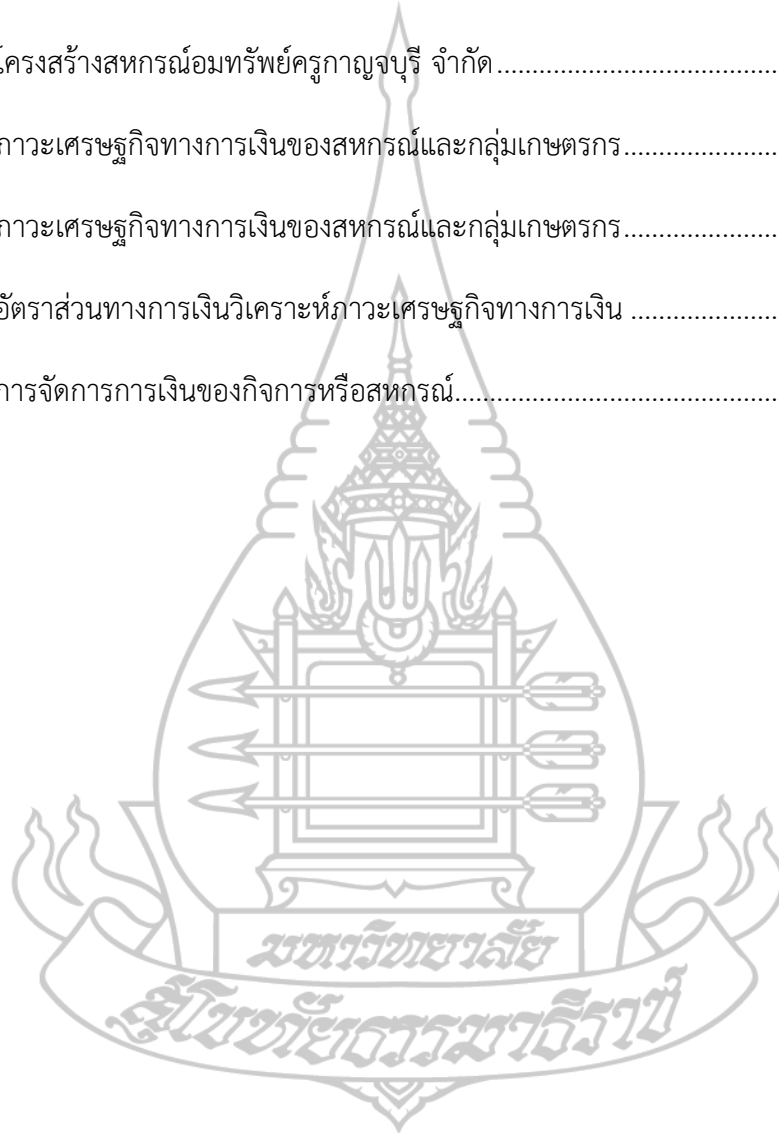 โครงสร้างสหกรณ์อมทรัพย์ครูกาญจบุรี จำกัด
ภาวะเศรษฐกิจทางการเงินของสหกรณ์และกลุ่มเกษตรกร
ภาวะเศรษฐกิจทางการเงินของสหกรณ์และกลุ่มเกษตรกร
อัตราส่วนทางการเงินวิเคราะห์ภาวะเศรษฐกิจทางการเงิน
การจัดการการเงินของกิจการหรือสหกรณ์
มหาวิทยาลัย
สุโขทัยธรรมาธิราช